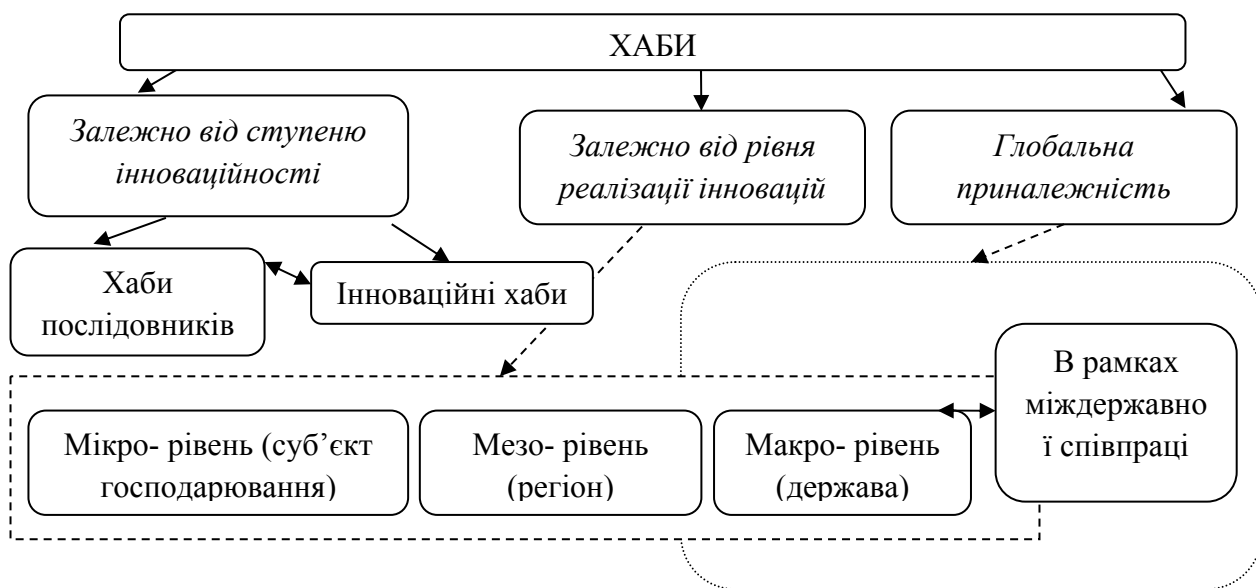 ХАБИ
Залежно від ступеню
інноваційності
Залежно від рівня
реалізації інновацій
Глобальна
приналежність
Хаби
послідовників
Інноваційні хаби
Мікро- рівень (суб’єкт
господарювання)
Мезо- рівень
(регіон)
Макро- рівень
(держава)
В рамках
міждержавно
ї співпраці